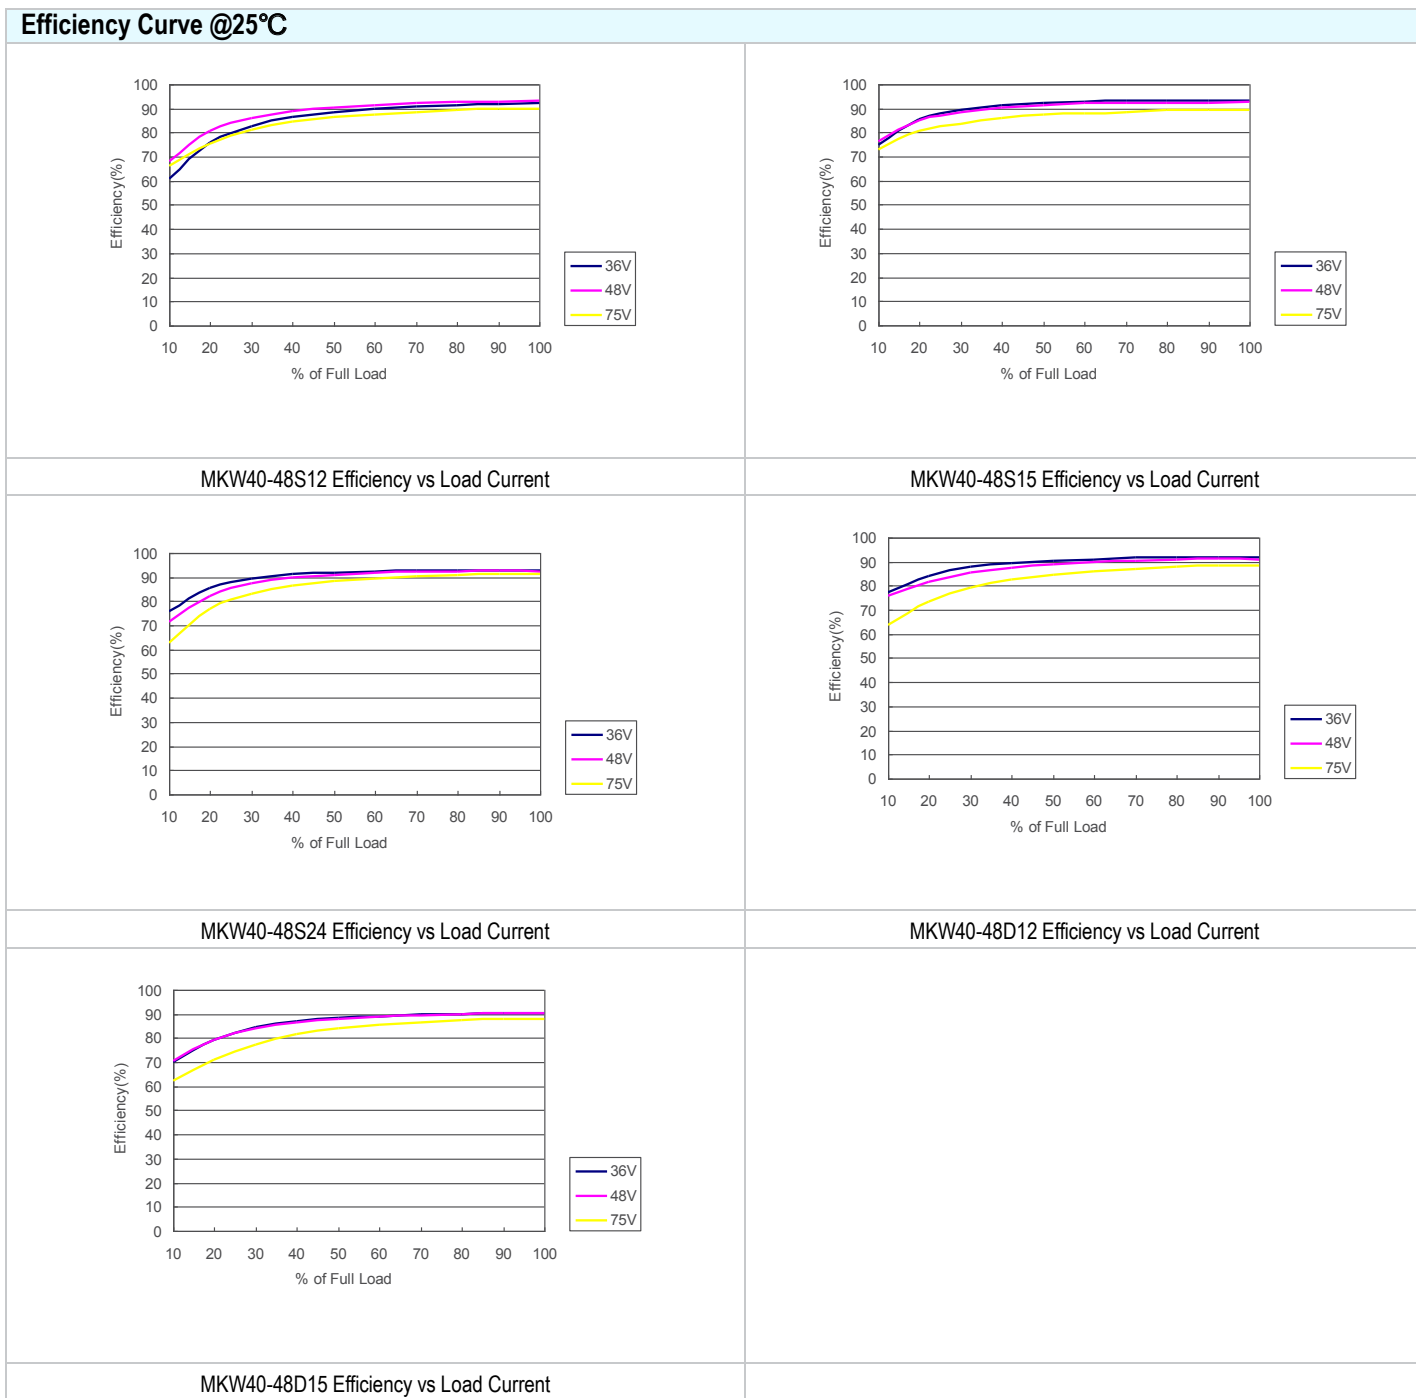 Efficiency Curve @25℃
100
90
80
70
60
50
40
30
20
10
0
Efficiency(%)
10 20 30 40 50 60 70 80 90 100
% of Full Load
36V
48V
75V
MKW40-48S12 Efficiency vs Load Current
100
90
80
70
60
50
40
30
20
10
0
Efficiency(%)
10 20 30 40 50 60 70 80 90 100
% of Full Load
36V
48V
75V
MKW40-48S15 Efficiency vs Load Current
100
90
80
70
60
50
40
30
20
10
0
Efficiency(%)
10 20 30 40 50 60 70 80 90 100
% of Full Load
36V
48V
75V
MKW40-48S24 Efficiency vs Load Current
100
90
80
70
60
50
40
30
20
10
0
Efficiency(%)
10 20 30 40 50 60 70 80 90 100
% of Full Load
36V
48V
75V
MKW40-48D12 Efficiency vs Load Current
100
90
80
70
60
50
40
30
20
10
0
Efficiency(%)
10 20 30 40 50 60 70 80 90 100
% of Full Load
36V
48V
75V
MKW40-48D15 Efficiency vs Load Current